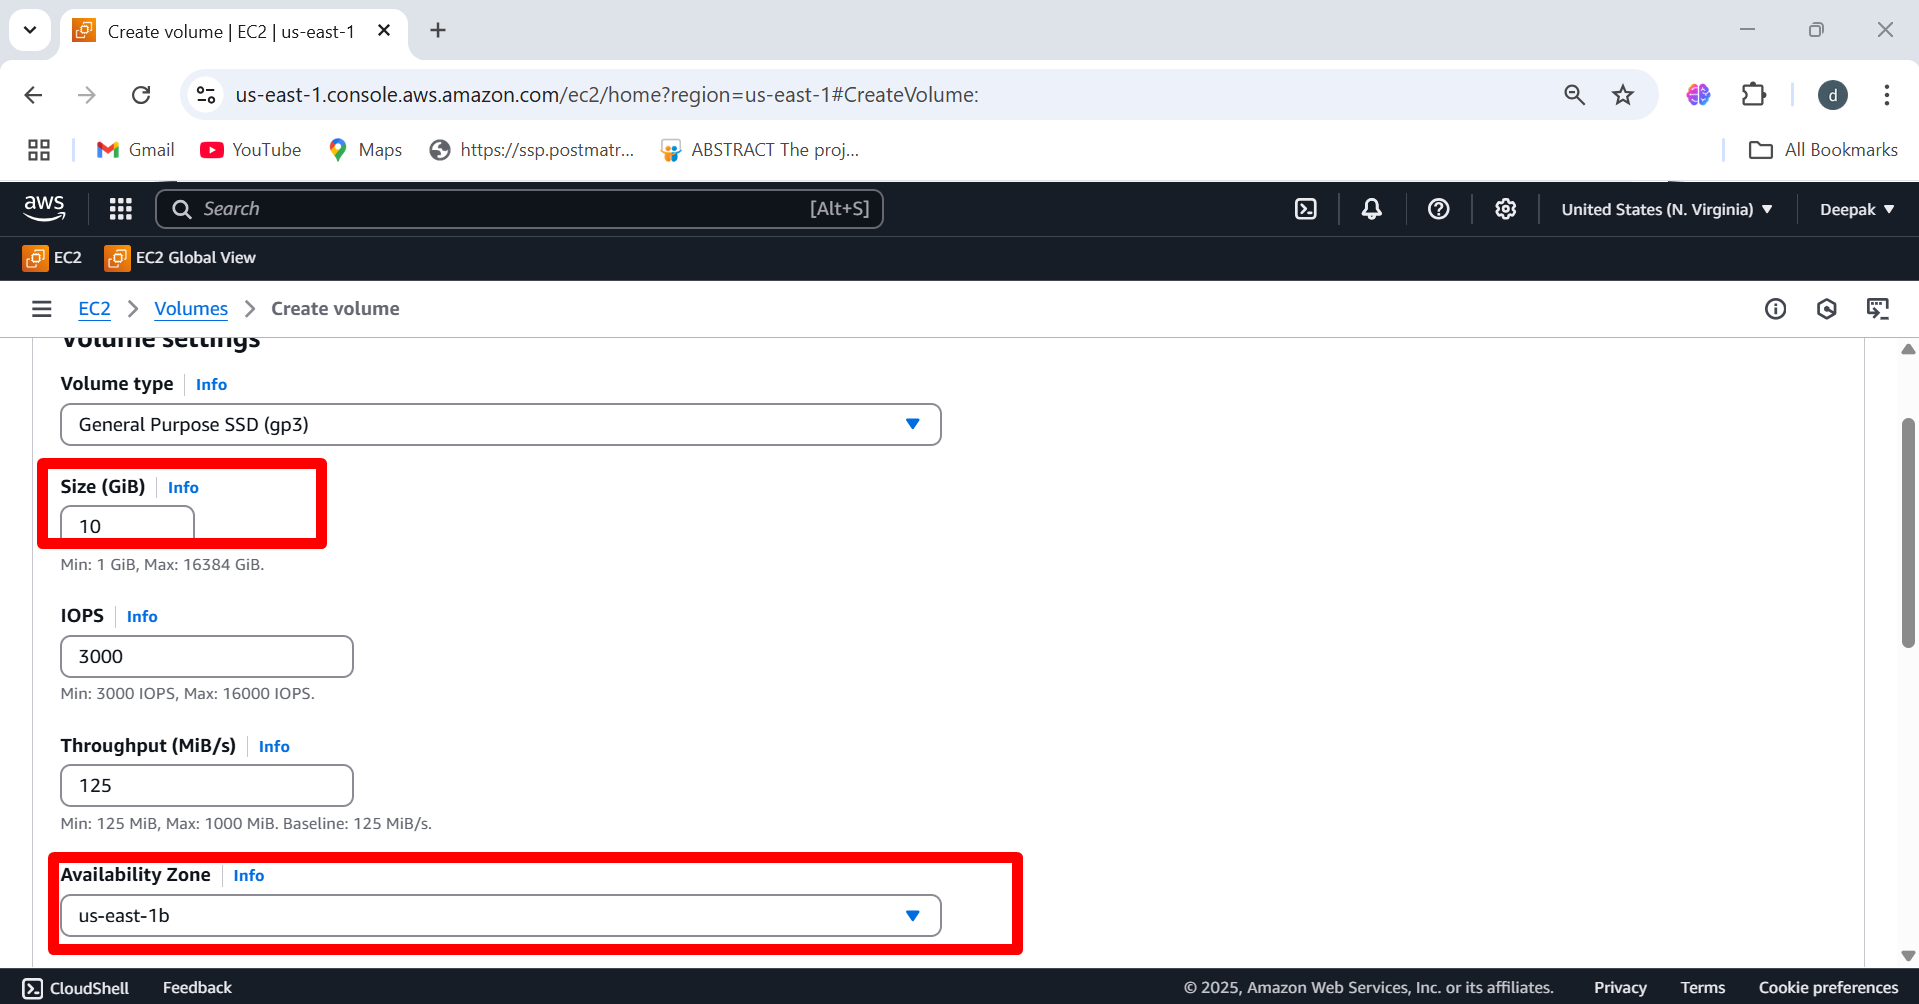 Create volume | EC2 | us-east-1
us-east-1.console.aws.amazon.com/ec2/home?region=us-east-1#CreateVolume:
d
Gmail YouTube Maps https://ssp.postmatr... ABSTRACT The proj... All Bookmarks
aws Search [Alt+S] United States (N. Virginia) Deepak
EC2 EC2 Global View
EC2 > Volumes > Create volume
Volume settings
Volume type Info
General Purpose SSD (gp3)
Size (GiB) Info
10
Min: 1 GiB, Max: 16384 GiB.
IOPS Info
3000
Min: 3000 IOPS, Max: 16000 IOPS.
Throughput (MiB/s) Info
125
Min: 125 MiB, Max: 1000 MiB. Baseline: 125 MiB/s.
Availability Zone Info
us-east-1b
CloudShell Feedback © 2025, Amazon Web Services, Inc. or its affiliates. Privacy Terms Cookie preferences